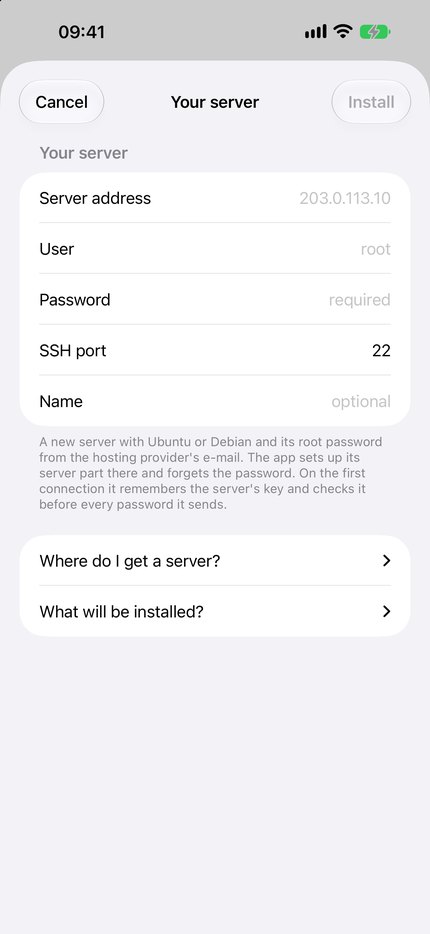 09:41
Cancel
Your server
Install
Your server
Server address
203.0.113.10
User
root
Password
required
SSH port
22
Name
optional
A new server with Ubuntu or Debian and its root password
from the hosting provider's e-mail. The app sets up its
server part there and forgets the password. On the first
connection it remembers the server's key and checks it
before every password it sends.
Where do I get a server?
What will be installed?